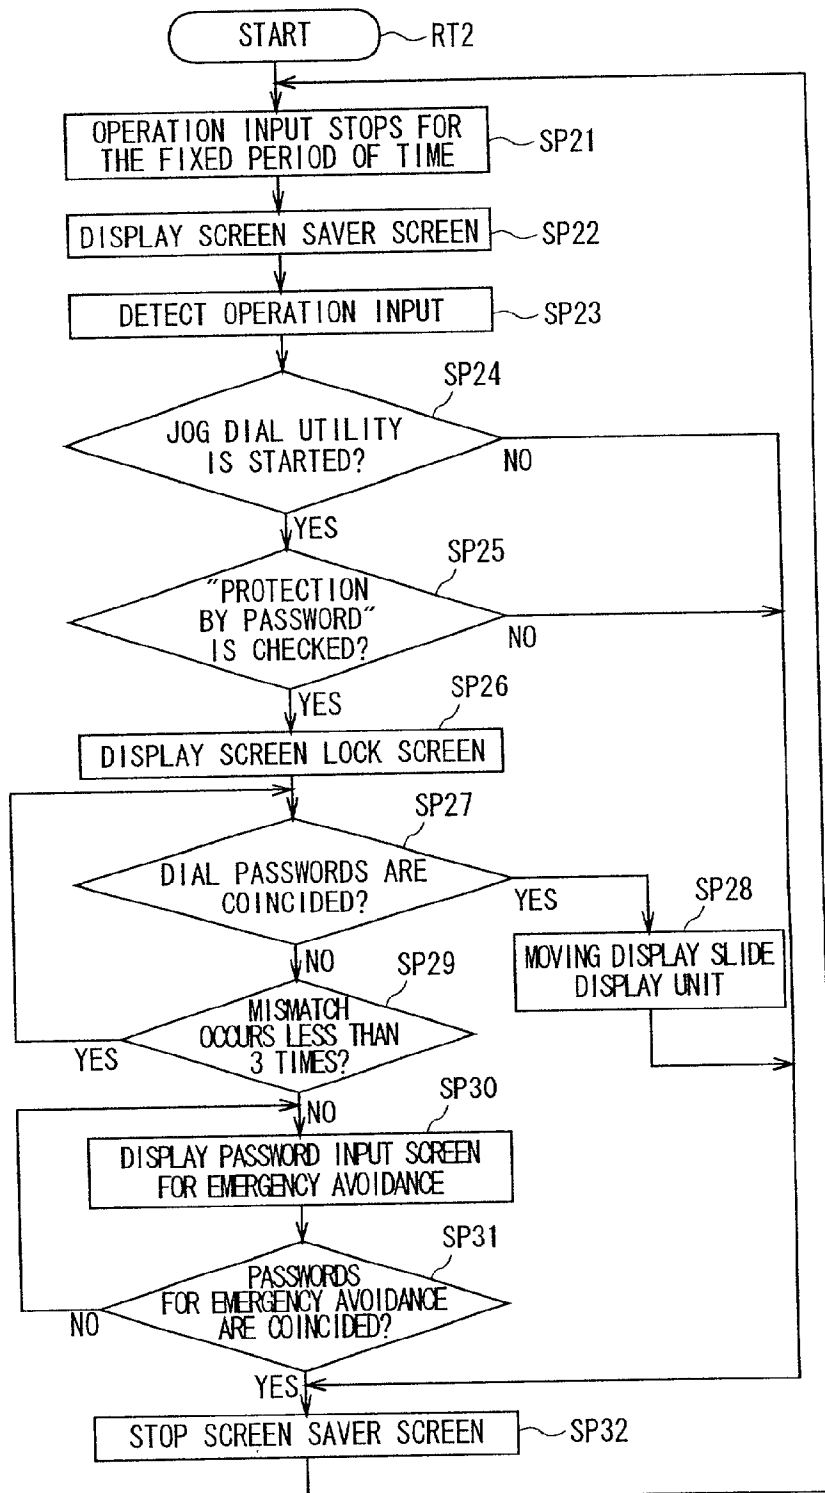 START
RT2
OPERATION INPUT STOPS FOR
THE FIXED PERIOD OF TIME
SP21
DISPLAY SCREEN SAVER SCREEN
SP22
DETECT OPERATION INPUT
SP23
SP24
JOG DIAL UTILITY
IS STARTED?
NO
YES
SP25
"PROTECTION
BY PASSWORD"
IS CHECKED?
NO
YES
SP26
DISPLAY SCREEN LOCK SCREEN
SP27
DIAL PASSWORDS ARE
COINCIDED?
YES
SP28
MOVING DISPLAY SLIDE
DISPLAY UNIT
NO
SP29
MISMATCH
OCCURS LESS THAN
3 TIMES?
YES
NO
SP30
DISPLAY PASSWORD INPUT SCREEN
FOR EMERGENCY AVOIDANCE
SP31
PASSWORDS
FOR EMERGENCY AVOIDANCE
ARE COINCIDED?
NO
YES
STOP SCREEN SAVER SCREEN
SP32